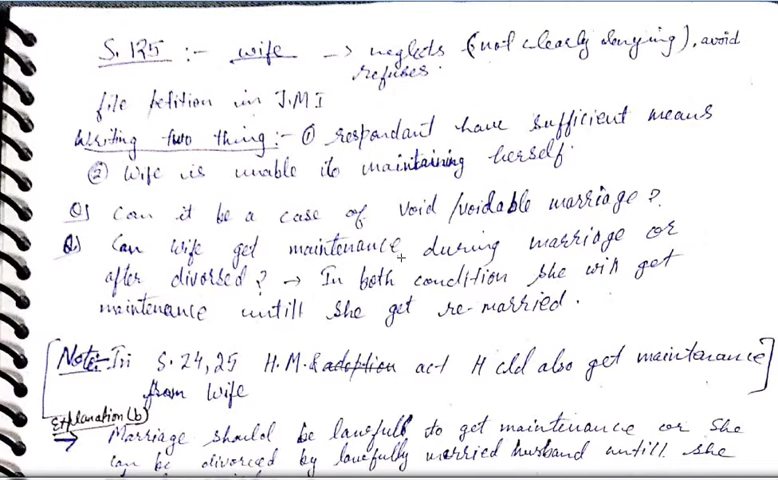 S. 125 :- wife → neglects (not clearly denying), avoid
refuses.
file petition in J.M I
Writing two thing :- ① respondant have sufficient means
② Wife is unable to maintaining herself.
Q) Can it be a case of void/voidable marriage?
Q) Can wife get maintenance during marriage or
after divorsed? → In both condition she will get
maintenance untill she get re-married.
[Note:- In S. 24, 25 H.M. & adoption act H cld also get maintenance]
from wife
Explanation (b)
→ Marriage should be lawfull to get maintenance or she
can be divorced by lawfully married husband untill she